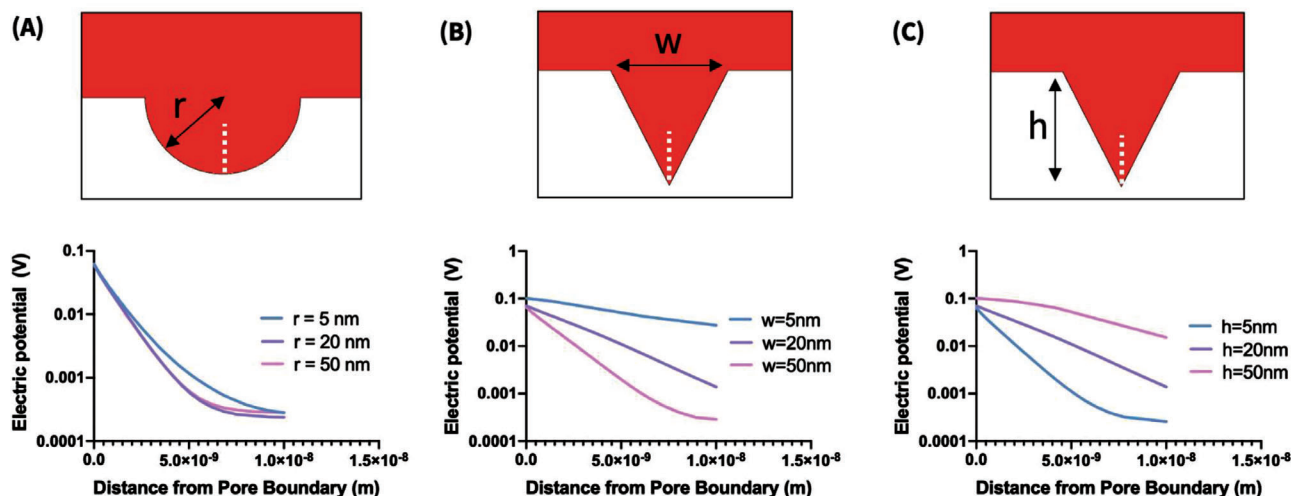 (A)
r
Electric potential (V)
0.1
0.01
0.001
0.0001
r = 5 nm
r = 20 nm
r = 50 nm
0.0
5.0×10⁻⁹
1.0×10⁻⁸
1.5×10⁻⁸
Distance from Pore Boundary (m)
(B)
w
Electric potential (V)
1
0.1
0.01
0.001
0.0001
w=5nm
w=20nm
w=50nm
0.0
5.0×10⁻⁹
1.0×10⁻⁸
1.5×10⁻⁸
Distance from Pore Boundary (m)
(C)
h
Electric potential (V)
1
0.1
0.01
0.001
0.0001
h=5nm
h=20nm
h=50nm
0.0
5.0×10⁻⁹
1.0×10⁻⁸
1.5×10⁻⁸
Distance from Pore Boundary (m)